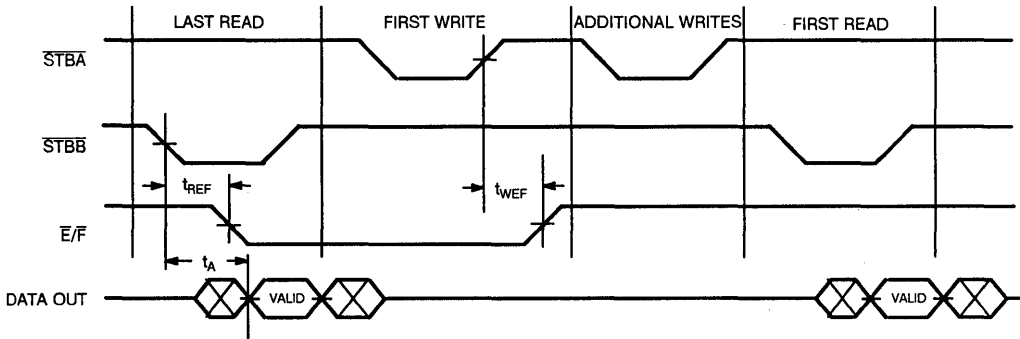 LAST READ FIRST WRITE ADDITIONAL WRITES FIRST READ
STBA
STBB
tREF tWEF
E/F
tA
DATA OUT VALID VALID